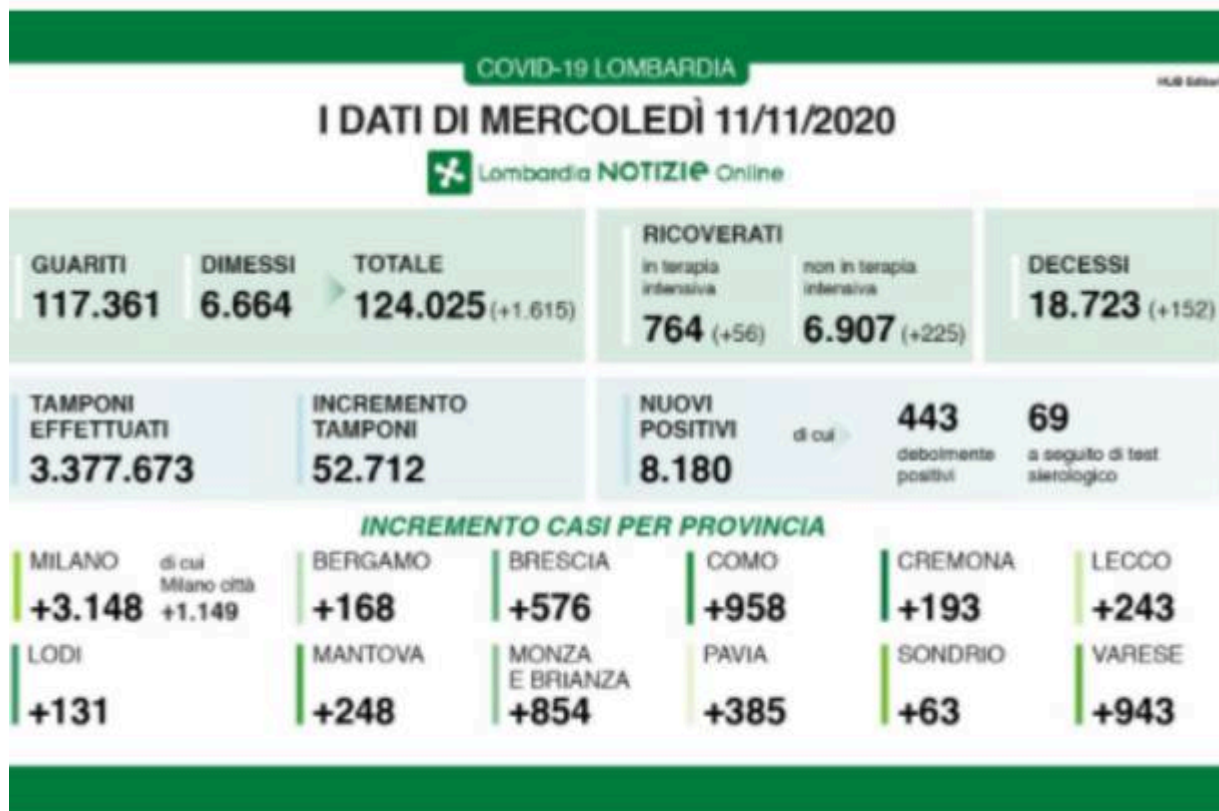 COVID-19 LOMBARDIA
I DATI DI MERCOLEDÌ 11/11/2020
Lombardia NOTIZIE Online
GUARITI
117.361
DIMESSI
6.664
TOTALE
124.025 (+1.615)
RICOVERATI
in terapia
intensiva
764 (+56)
non in terapia
intensiva
6.907 (+225)
DECESSI
18.723 (+152)
TAMPONI
EFFETTUATI
3.377.673
INCREMENTO
TAMPONI
52.712
NUOVI
POSITIVI
8.180
di cui
443
debolmente
positivi
69
a seguito di test
sierologico
INCREMENTO CASI PER PROVINCIA
MILANO
+3.148
di cui
Milano città
+1.149
BERGAMO
+168
BRESCIA
+576
COMO
+958
CREMONA
+193
LECCO
+243
LODI
+131
MANTOVA
+248
MONZA
E BRIANZA
+854
PAVIA
+385
SONDRIO
+63
VARESE
+943